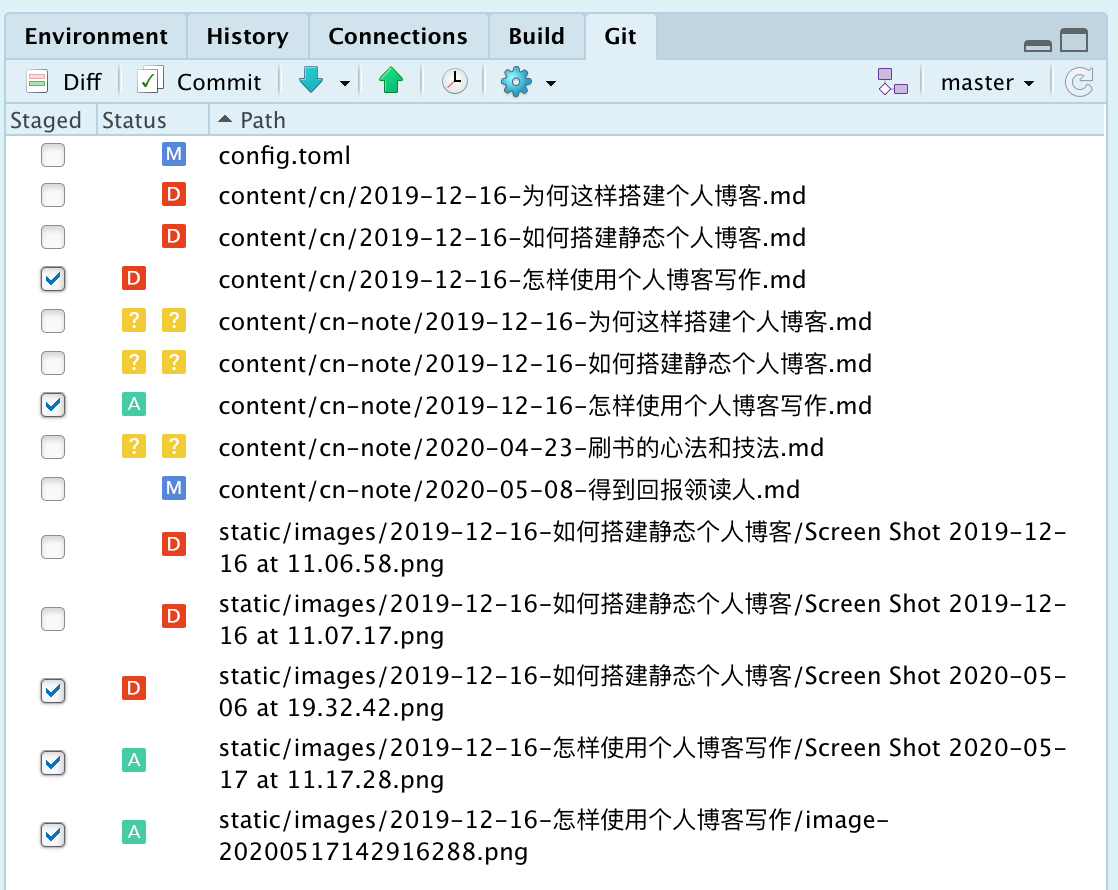 Environment History Connections Build Git
Diff Commit master
Staged Status Path
M config.toml
D content/cn/2019-12-16-为何这样搭建个人博客.md
D content/cn/2019-12-16-如何搭建静态个人博客.md
D content/cn/2019-12-16-怎样使用个人博客写作.md
? ? content/cn-note/2019-12-16-为何这样搭建个人博客.md
? ? content/cn-note/2019-12-16-如何搭建静态个人博客.md
A content/cn-note/2019-12-16-怎样使用个人博客写作.md
? ? content/cn-note/2020-04-23-刷书的心法和技法.md
M content/cn-note/2020-05-08-得到回报领读人.md
D static/images/2019-12-16-如何搭建静态个人博客/Screen Shot 2019-12-
16 at 11.06.58.png
D static/images/2019-12-16-如何搭建静态个人博客/Screen Shot 2019-12-
16 at 11.07.17.png
D static/images/2019-12-16-如何搭建静态个人博客/Screen Shot 2020-05-
06 at 19.32.42.png
A static/images/2019-12-16-怎样使用个人博客写作/Screen Shot 2020-05-
17 at 11.17.28.png
A static/images/2019-12-16-怎样使用个人博客写作/image-
20200517142916288.png